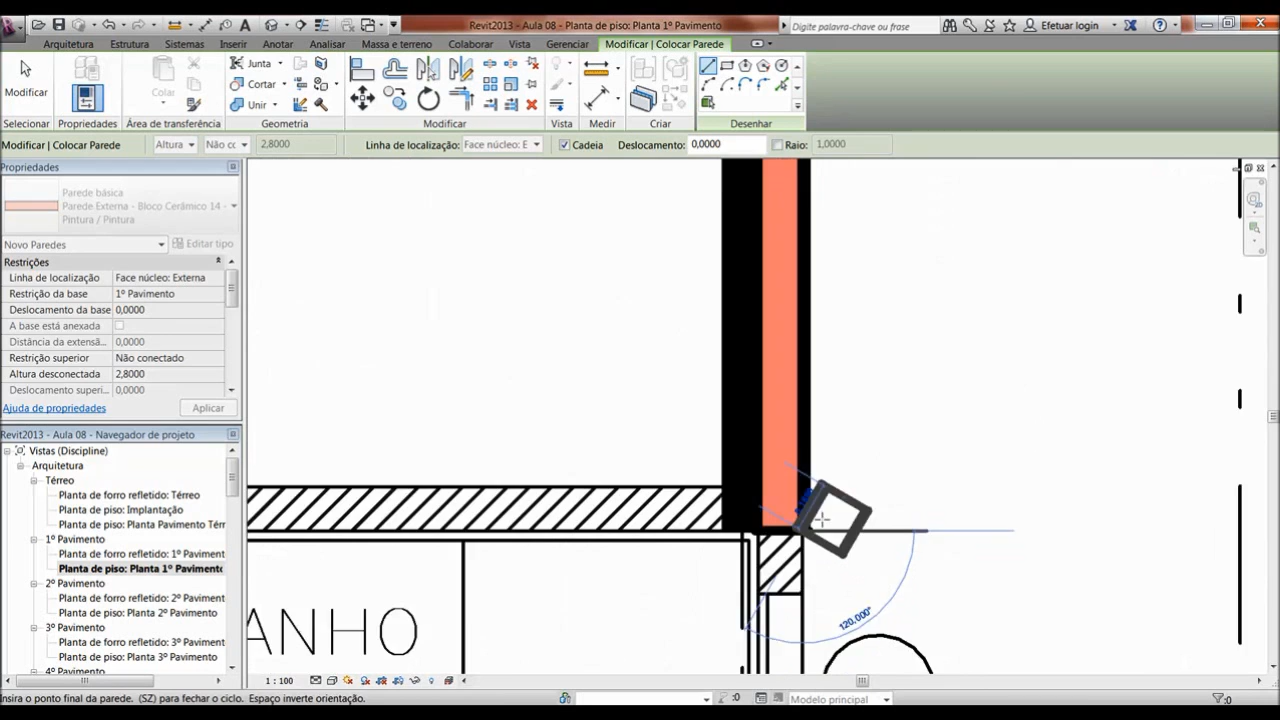 Revit2013 - Aula 08 - Planta de piso: Planta 1º Pavimento
Digite palavra-chave ou frase
Efetuar login
Arquitetura Estrutura Sistemas Inserir Anotar Analisar Massa e terreno Colaborar Vista Gerenciar Modificar | Colocar Parede
Modificar
Colar
Junta
Cortar
Unir
Selecionar Propriedades Área de transferência Geometria Modificar Vista Medir Criar Desenhar
Modificar | Colocar Parede Altura Não cc 2,8000 Linha de localização: Face núcleo: E Cadeia Deslocamento: 0,0000 Raio: 1,0000
Propriedades
Parede básica
Parede Externa - Bloco Cerâmico 14 -
Pintura / Pintura
Novo Paredes Editar tipo
Restrições
Linha de localização Face núcleo: Externa
Restrição da base 1º Pavimento
Deslocamento da base 0,0000
A base está anexada
Distância da extensã... 0,0000
Restrição superior Não conectado
Altura desconectada 2,8000
Deslocamento superi... 0,0000
Ajuda de propriedades Aplicar
Revit2013 - Aula 08 - Navegador de projeto
Vistas (Discipline)
Arquitetura
Térreo
Planta de forro refletido: Térreo
Planta de piso: Implantação
Planta de piso: Planta Pavimento Térr
1º Pavimento
Planta de forro refletido: 1º Pavimento
Planta de piso: Planta 1º Pavimento
2º Pavimento
Planta de forro refletido: 2º Pavimento
Planta de piso: Planta 2º Pavimento
3º Pavimento
Planta de forro refletido: 3º Pavimento
Planta de piso: Planta 3º Pavimento
4º Pavimento
ANHO
120,000°
1 : 100
Insira o ponto final da parede. (SZ) para fechar o ciclo. Espaço inverte orientação. :0 Modelo principal :0